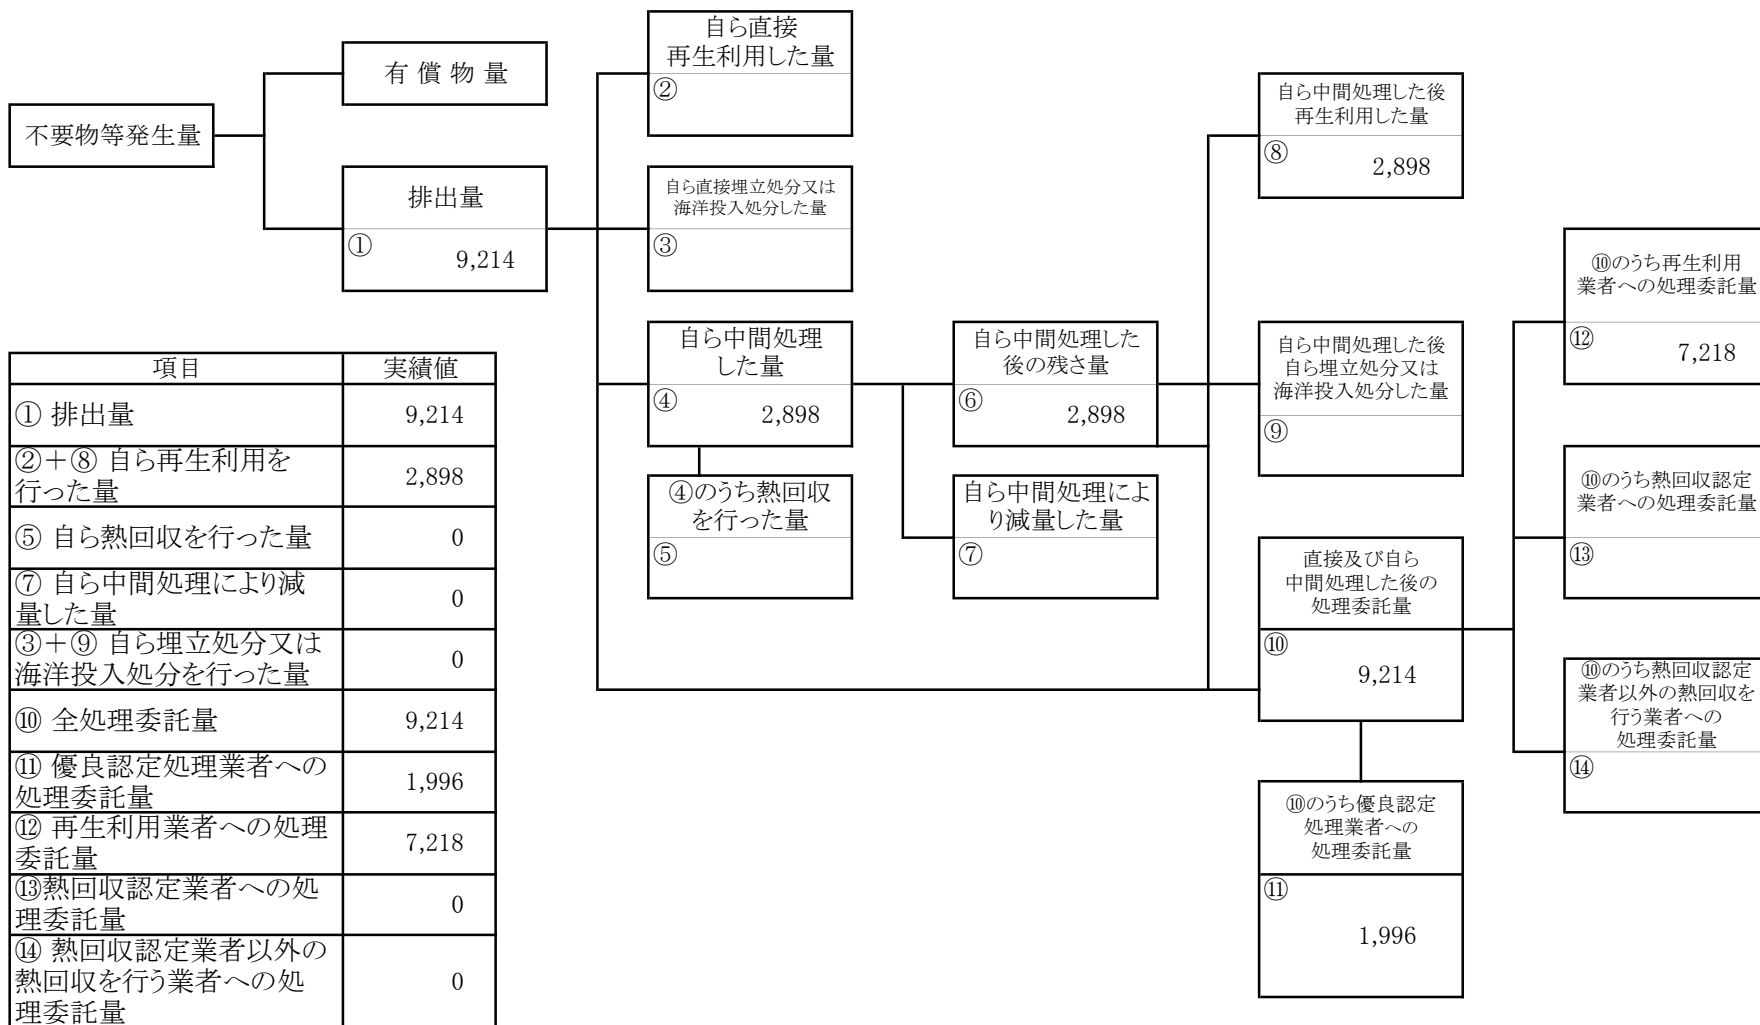 自ら直接
再生利用した量
②
有 償 物 量
不要物等発生量
排出量
①
9,214
自ら直接埋立処分又は
海洋投入処分した量
③
自ら中間処理した後
再生利用した量
⑧
2,898
⑩のうち再生利用
業者への処理委託量
⑫
7,218
自ら中間処理
した量
④
2,898
自ら中間処理した
後の残さ量
⑥
2,898
自ら中間処理した後
自ら埋立処分又は
海洋投入処分した量
⑨
④のうち熱回収
を行った量
⑤
自ら中間処理によ
り減量した量
⑦
⑩のうち熱回収認定
業者への処理委託量
⑬
直接及び自ら
中間処理した後の
処理委託量
⑩
9,214
⑩のうち熱回収認定
業者以外の熱回収を
行う業者への
処理委託量
⑭
⑩のうち優良認定
処理業者への
処理委託量
⑪
1,996
項目 実績値
① 排出量 9,214
②+⑧ 自ら再生利用を
行った量 2,898
⑤ 自ら熱回収を行った量 0
⑦ 自ら中間処理により減
量した量 0
③+⑨ 自ら埋立処分又は
海洋投入処分を行った量 0
⑩ 全処理委託量 9,214
⑪ 優良認定処理業者への
処理委託量 1,996
⑫ 再生利用業者への処理
委託量 7,218
⑬熱回収認定業者への処
理委託量 0
⑭ 熱回収認定業者以外の
熱回収を行う業者への処 0
理委託量